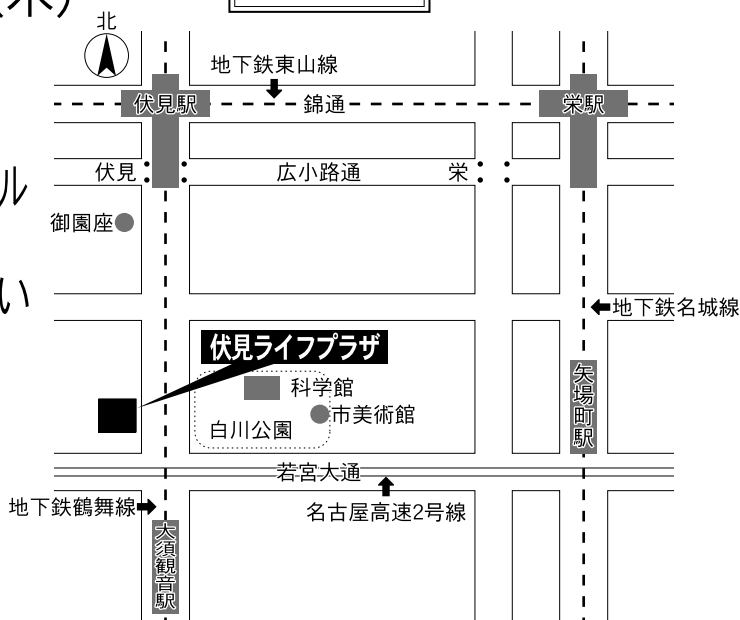 北
地下鉄東山線
伏見駅
錦通
栄駅
伏見
広小路通
栄
ル
御園座
い
地下鉄名城線
伏見ライフプラザ
科学館
矢場町駅
市美術館
白川公園
若宮大通
地下鉄鶴舞線
名古屋高速2号線
大須観音駅